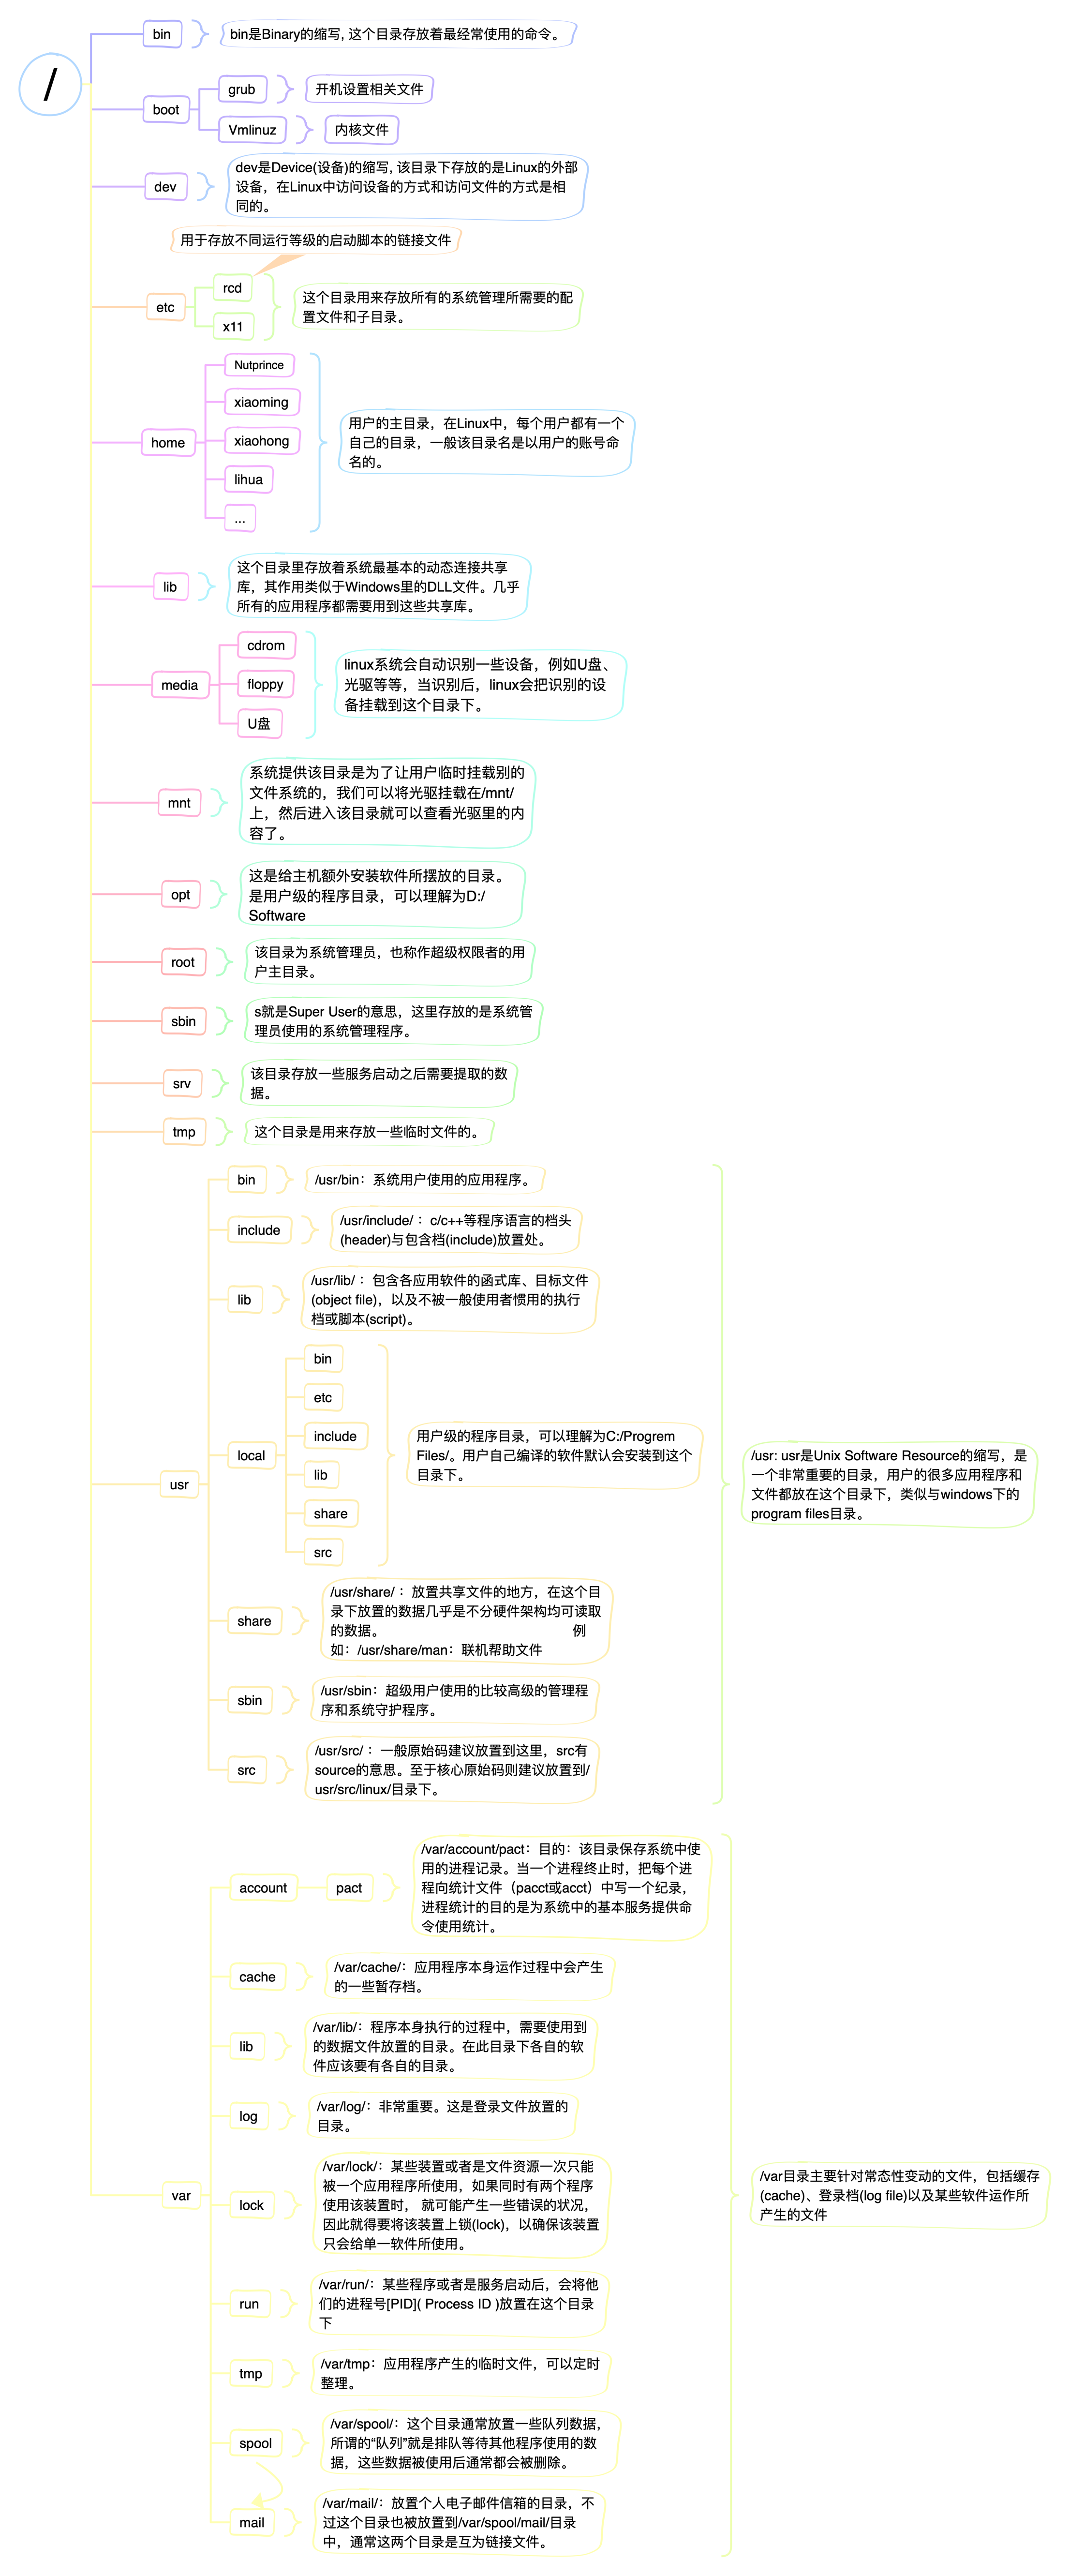 /
bin
bin是Binary的缩写, 这个目录存放着最经常使用的命令。
boot
grub
开机设置相关文件
Vmlinuz
内核文件
dev
dev是Device(设备)的缩写, 该目录下存放的是Linux的外部
设备，在Linux中访问设备的方式和访问文件的方式是相
同的。
用于存放不同运行等级的启动脚本的链接文件
etc
rcd
x11
这个目录用来存放所有的系统管理所需要的配
置文件和子目录。
home
Nutprince
xiaoming
xiaohong
lihua
...
用户的主目录，在Linux中，每个用户都有一个
自己的目录，一般该目录名是以用户的账号命
名的。
lib
这个目录里存放着系统最基本的动态连接共享
库，其作用类似于Windows里的DLL文件。几乎
所有的应用程序都需要用到这些共享库。
media
cdrom
floppy
U盘
linux系统会自动识别一些设备，例如U盘、
光驱等等，当识别后，linux会把识别的设
备挂载到这个目录下。
mnt
系统提供该目录是为了让用户临时挂载别的
文件系统的，我们可以将光驱挂载在/mnt/
上，然后进入该目录就可以查看光驱里的内
容了。
opt
这是给主机额外安装软件所摆放的目录。
是用户级的程序目录，可以理解为D:/
Software
root
该目录为系统管理员，也称作超级权限者的用
户主目录。
sbin
s就是Super User的意思，这里存放的是系统管
理员使用的系统管理程序。
srv
该目录存放一些服务启动之后需要提取的数
据。
tmp
这个目录是用来存放一些临时文件的。
usr
bin
/usr/bin：系统用户使用的应用程序。
include
/usr/include/：c/c++等程序语言的档头
(header)与包含档(include)放置处。
lib
/usr/lib/：包含各应用软件的函式库、目标文件
(object file)，以及不被一般使用者惯用的执行
档或脚本(script)。
local
bin
etc
include
lib
share
src
用户级的程序目录，可以理解为C:/Progrem
Files/。用户自己编译的软件默认会安装到这个
目录下。
share
/usr/share/：放置共享文件的地方，在这个目
录下放置的数据几乎是不分硬件架构均可读取
的数据。 例
如：/usr/share/man：联机帮助文件
sbin
/usr/sbin：超级用户使用的比较高级的管理程
序和系统守护程序。
src
/usr/src/：一般原始码建议放置到这里，src有
source的意思。至于核心原始码则建议放置到/
usr/src/linux/目录下。
/usr: usr是Unix Software Resource的缩写，是
一个非常重要的目录，用户的很多应用程序和
文件都放在这个目录下，类似与windows下的
program files目录。
var
account
pact
/var/account/pact：目的：该目录保存系统中使
用的进程记录。当一个进程终止时，把每个进
程向统计文件（pacct或acct）中写一个纪录，
进程统计的目的是为系统中的基本服务提供命
令使用统计。
cache
/var/cache/：应用程序本身运作过程中会产生
的一些暂存档。
lib
/var/lib/：程序本身执行的过程中，需要使用到
的数据文件放置的目录。在此目录下各自的软
件应该要有各自的目录。
log
/var/log/：非常重要。这是登录文件放置的
目录。
lock
/var/lock/：某些装置或者是文件资源一次只能
被一个应用程序所使用，如果同时有两个程序
使用该装置时， 就可能产生一些错误的状况，
因此就得要将该装置上锁(lock)，以确保该装置
只会给单一软件所使用。
run
/var/run/：某些程序或者是服务启动后，会将他
们的进程号[PID]( Process ID )放置在这个目录
下
tmp
/var/tmp：应用程序产生的临时文件，可以定时
整理。
spool
/var/spool/：这个目录通常放置一些队列数据，
所谓的“队列”就是排队等待其他程序使用的数
据，这些数据被使用后通常都会被删除。
mail
/var/mail/：放置个人电子邮件信箱的目录，不
过这个目录也被放置到/var/spool/mail/目录
中，通常这两个目录是互为链接文件。
/var目录主要针对常态性变动的文件，包括缓存
(cache)、登录档(log file)以及某些软件运作所
产生的文件